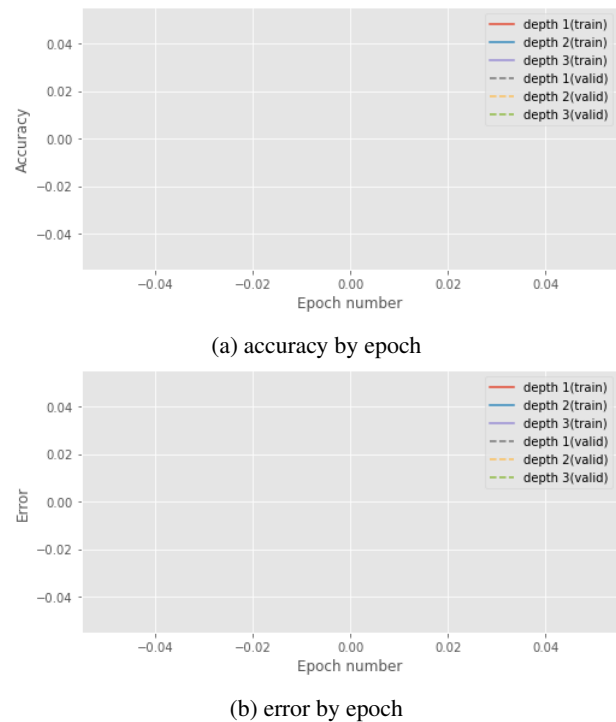 0.04
0.02
0.00
−0.02
−0.04
Accuracy
depth 1(train)
depth 2(train)
depth 3(train)
depth 1(valid)
depth 2(valid)
depth 3(valid)
−0.04 −0.02 0.00 0.02 0.04
Epoch number
(a) accuracy by epoch
0.04
0.02
0.00
−0.02
−0.04
Error
depth 1(train)
depth 2(train)
depth 3(train)
depth 1(valid)
depth 2(valid)
depth 3(valid)
−0.04 −0.02 0.00 0.02 0.04
Epoch number
(b) error by epoch